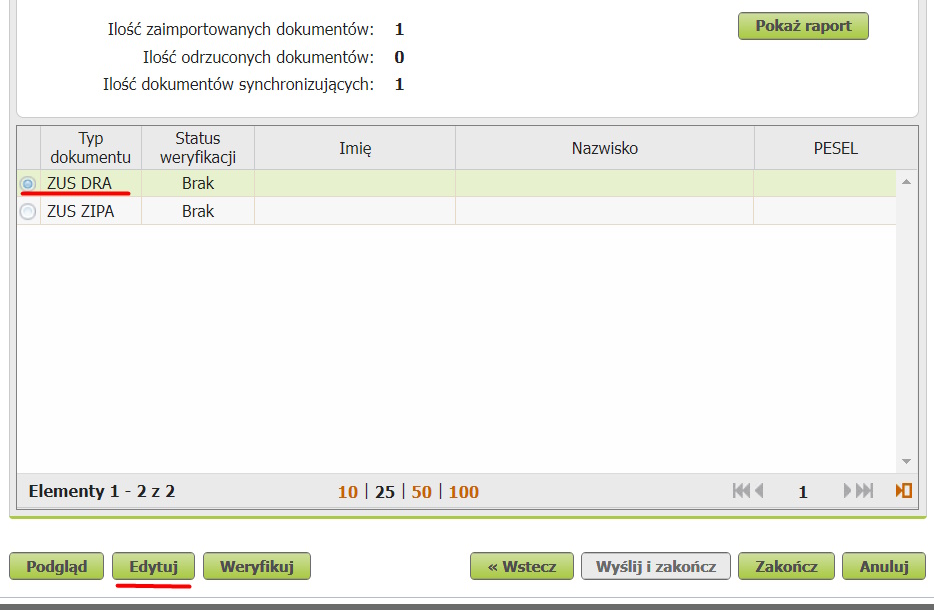 Ilość zaimportowanych dokumentów: 1
Pokaż raport
Ilość odrzuconych dokumentów: 0
Ilość dokumentów synchronizujących: 1
Typ dokumentu Status weryfikacji Imię Nazwisko PESEL
ZUS DRA Brak
ZUS ZIPA Brak
Elementy 1 - 2 z 2 10 | 25 | 50 | 100 1
Podgląd Edytuj Weryfikuj « Wstecz Wyślij i zakończ Zakończ Anuluj